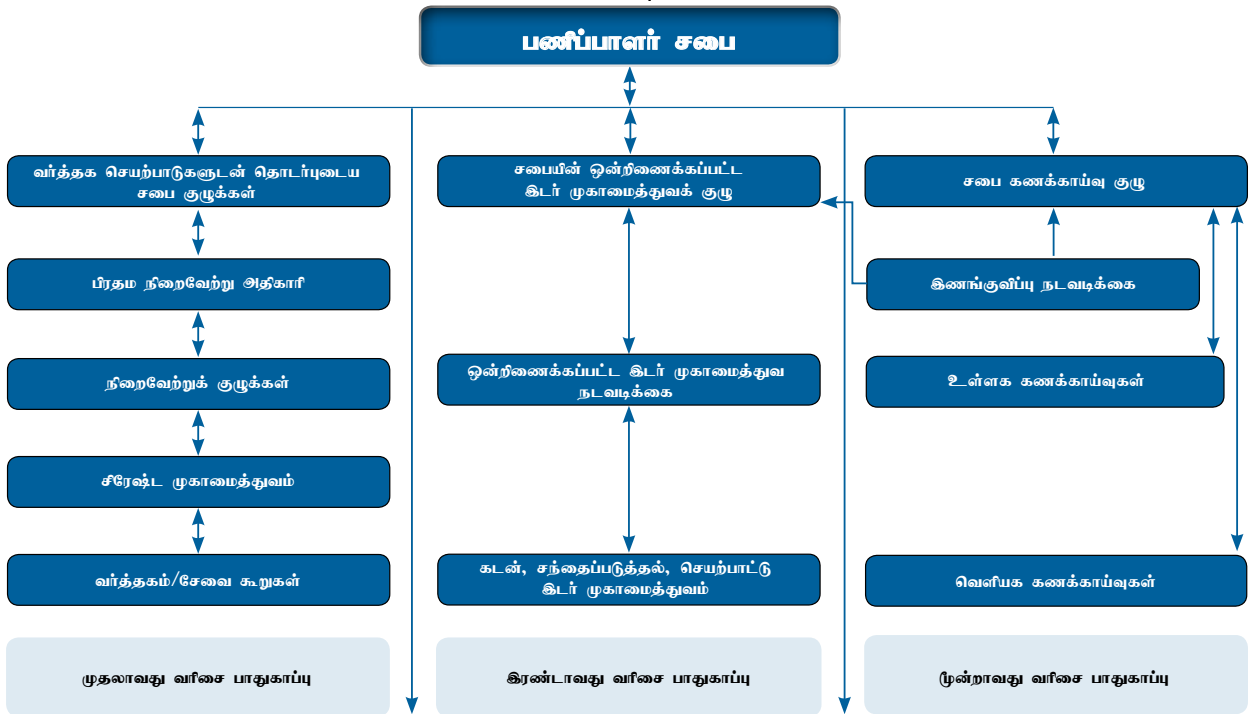 பணிப்பாளர் சபை
வர்த்தக செயற்பாடுகளுடன் தொடர்புடைய
சபை குழுக்கள்
பிரதம நிறைவேற்று அதிகாரி
நிறைவேற்றுக் குழுக்கள்
சிரேஷ்ட முகாமைத்துவம்
வர்த்தகம்/சேவை கூறுகள்
முதலாவது வரிசை பாதுகாப்பு
சபையின் ஒன்றிணைக்கப்பட்ட
இடர் முகாமைத்துவக் குழு
ஒன்றிணைக்கப்பட்ட இடர் முகாமைத்துவ
நடவடிக்கை
கடன், சந்தைப்படுத்தல், செயற்பாட்டு
இடர் முகாமைத்துவம்
இரண்டாவது வரிசை பாதுகாப்பு
சபை கணக்காய்வு குழு
இணங்குவிப்பு நடவடிக்கை
உள்ளக கணக்காய்வுகள்
வெளியக கணக்காய்வுகள்
மூன்றாவது வரிசை பாதுகாப்பு